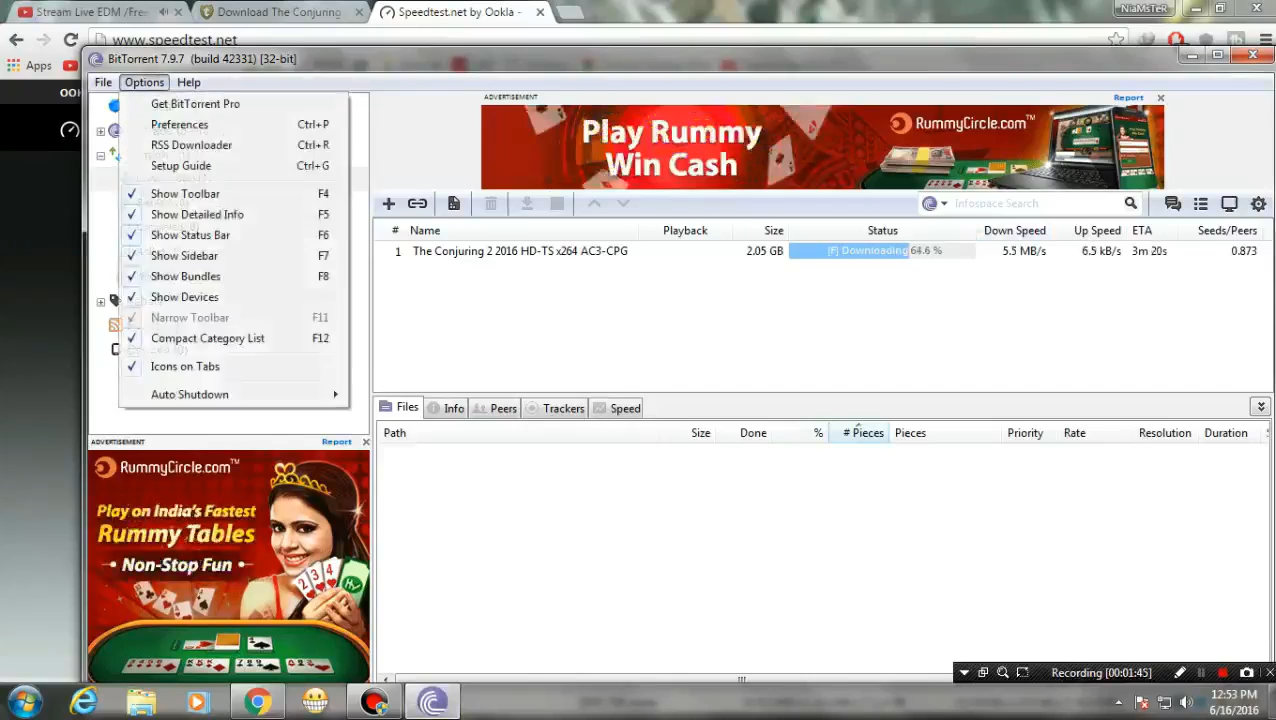 Stream Live EDM /Free
Download The Conjuring
Speedtest.net by Ookla -
NiAMSTeR
www.speedtest.net
Apps
BitTorrent 7.9.7 (build 42331) [32-bit]
File Options Help
Get BitTorrent Pro
Preferences Ctrl+P
RSS Downloader Ctrl+R
Setup Guide Ctrl+G
Show Toolbar F4
Show Detailed Info F5
Show Status Bar F6
Show Sidebar F7
Show Bundles F8
Show Devices
Narrow Toolbar F11
Compact Category List F12
Icons on Tabs
Auto Shutdown
ADVERTISEMENT Report
Play Rummy
Win Cash
RummyCircle.com™
Infospace Search
# Name Playback Size Status Down Speed Up Speed ETA Seeds/Peers
1 The Conjuring 2 2016 HD-TS x264 AC3-CPG 2.05 GB [F] Downloading 64.6 % 5.5 MB/s 6.5 kB/s 3m 20s 0.873
Files Info Peers Trackers Speed
Path Size Done % # Pieces Pieces Priority Rate Resolution Duration
ADVERTISEMENT Report
RummyCircle.com™
Play on India's Fastest
Rummy Tables
Non-Stop Fun
2 3 4
Recording [00:01:45]
12:53 PM
6/16/2016